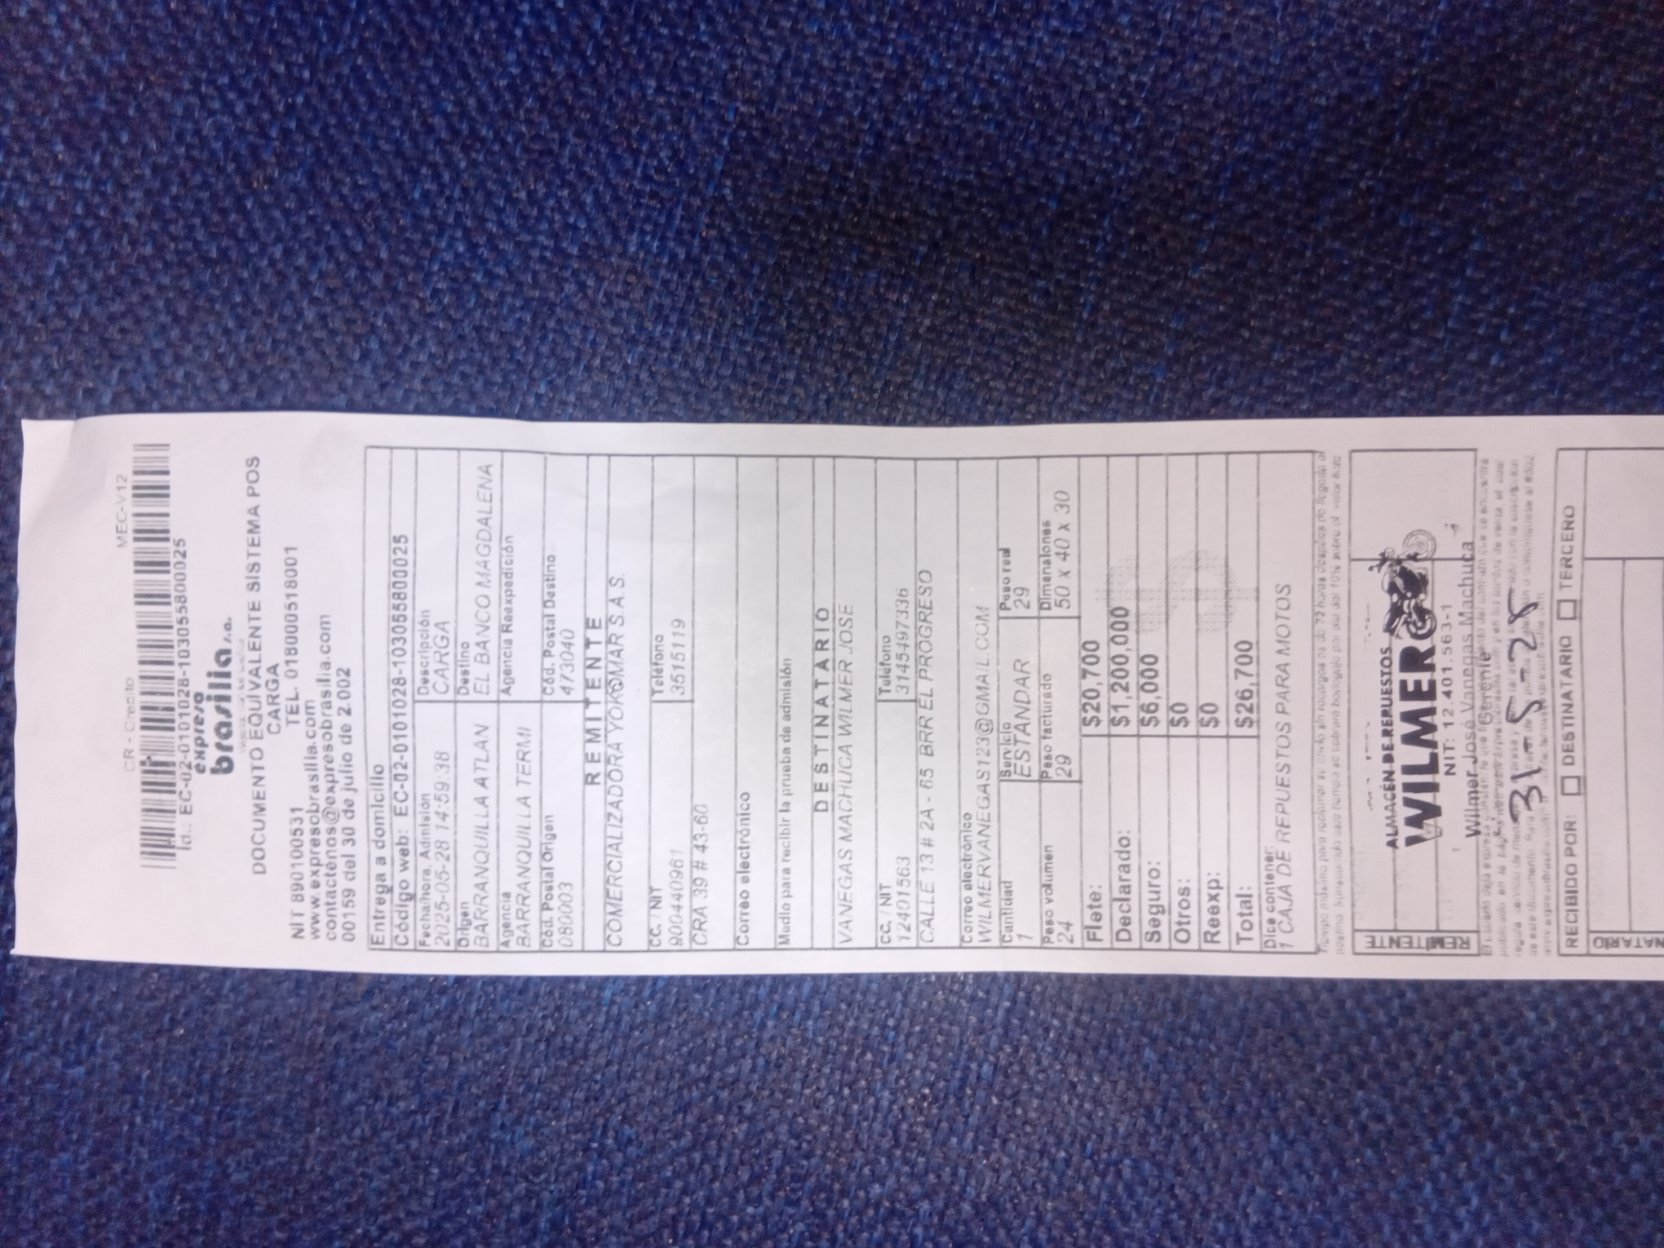 CR - Credito MEC-V12
Id.: EC-02-0101028-1030555800025
expreso
brasilia s.a.
DOCUMENTO EQUIVALENTE SISTEMA POS
CARGA
NIT 8901005​31 TEL. 018000518001
www.expresobrasilia.com
contactenos@expresobrasilia.com
00159 del 30 de julio de 2.002
Entrega a domicilio
Código web: EC-02-0101028-1030555800025
Fecha/hora. Admisión Descripción
2025-05-28 14:59:38 CARGA
Origen Destino
BARRANQUILLA ATLAN EL BANCO MAGDALENA
Agencia Agencia Reexpedición
BARRANQUILLA TERMI
Cód. Postal Origen Cód. Postal Destino
080003 473040
REMITENTE
COMERCIALIZADORA YOKOMAR S.A.S.
CC. / NIT Teléfono
900440961 3515119
CRA 39 # 43-60
Correo electrónico
Medio para recibir la prueba de admisión
DESTINATARIO
VANEGAS MACHUCA WILMER JOSE
CC. / NIT Teléfono
12401563 3145497336
CALLE 13 # 2A - 65 BRR EL PROGRESO
Correo electrónico
WILMERVANEGAS123@GMAIL.COM
Cantidad Servicio Peso real
1 ESTANDAR 29
Peso volumen Peso facturado Dimensiones
24 29 50 x 40 x 30
Flete: $20,700
Declarado: $1,200,000
Seguro: $6,000
Otros: $0
Reexp: $0
Total: $26,700
Dice contener:
1 CAJA DE REPUESTOS PARA MOTOS
REMITENTE
ALMACÉN DE REPUESTOS
WILMER
NIT: 12.401.563-1
Wilmer José Vanegas Machuca
Gerente
31-5-25
RECIBIDO POR: DESTINATARIO TERCERO